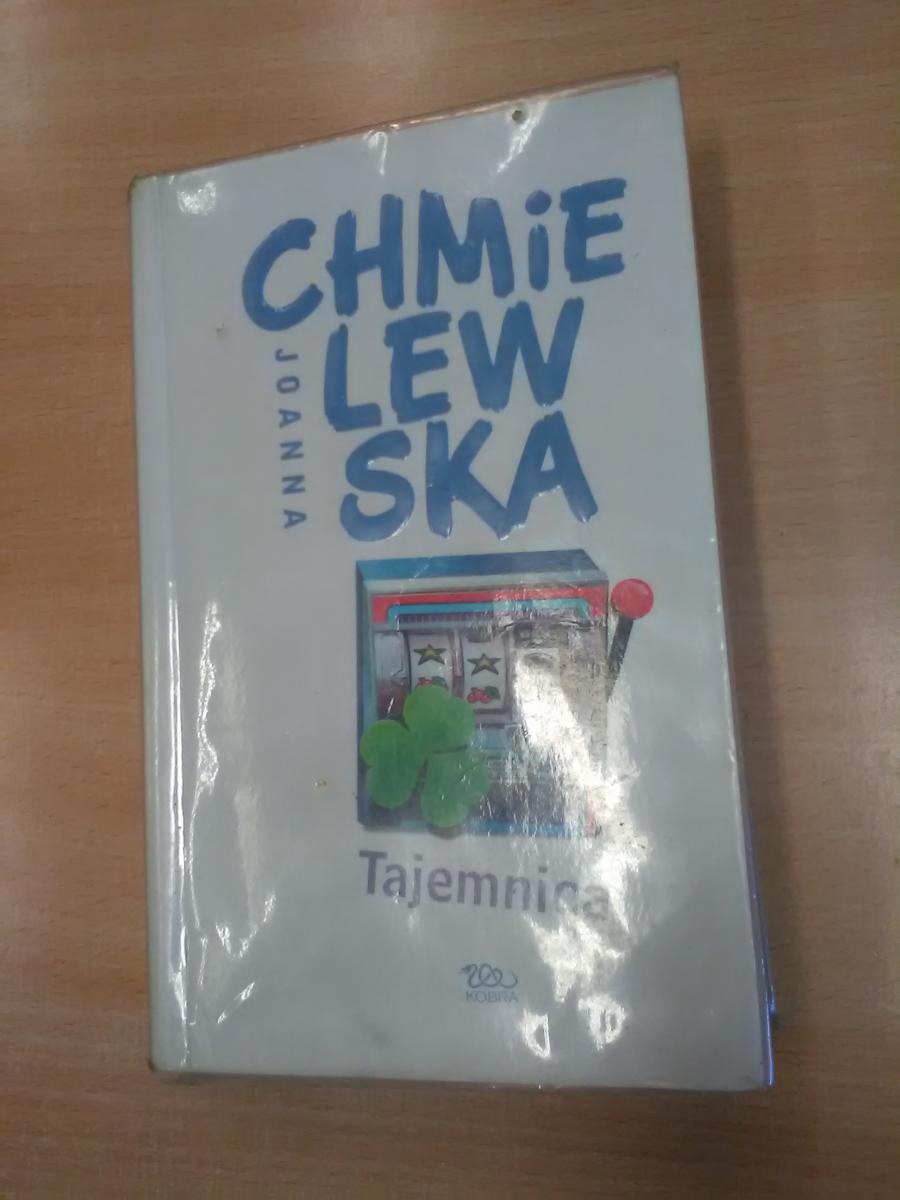 CHMiE
LEW
SKA
JOANNA
Tajemnica
KOBRA